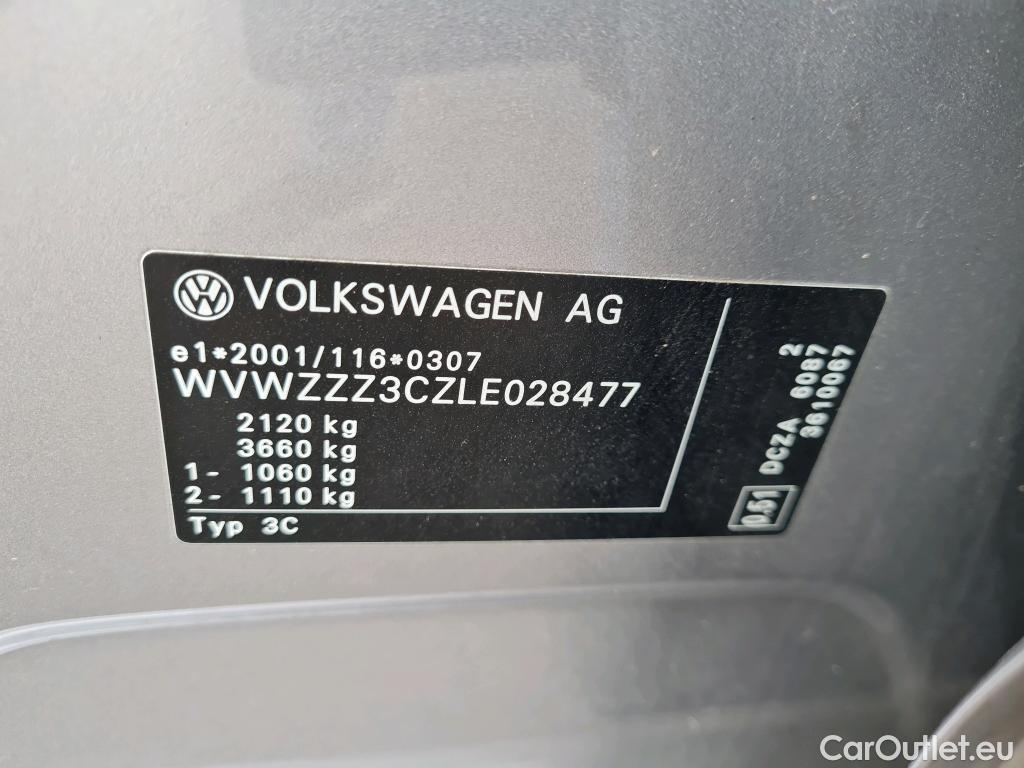 VOLKSWAGEN AG
e1*2001/116*0307
WVWZZZ3CZLE028477
2120 kg
3660 kg
1- 1060 kg
2- 1110 kg
Typ 3C
0.51 DCZA 6087 2
3610067
CarOutlet.eu